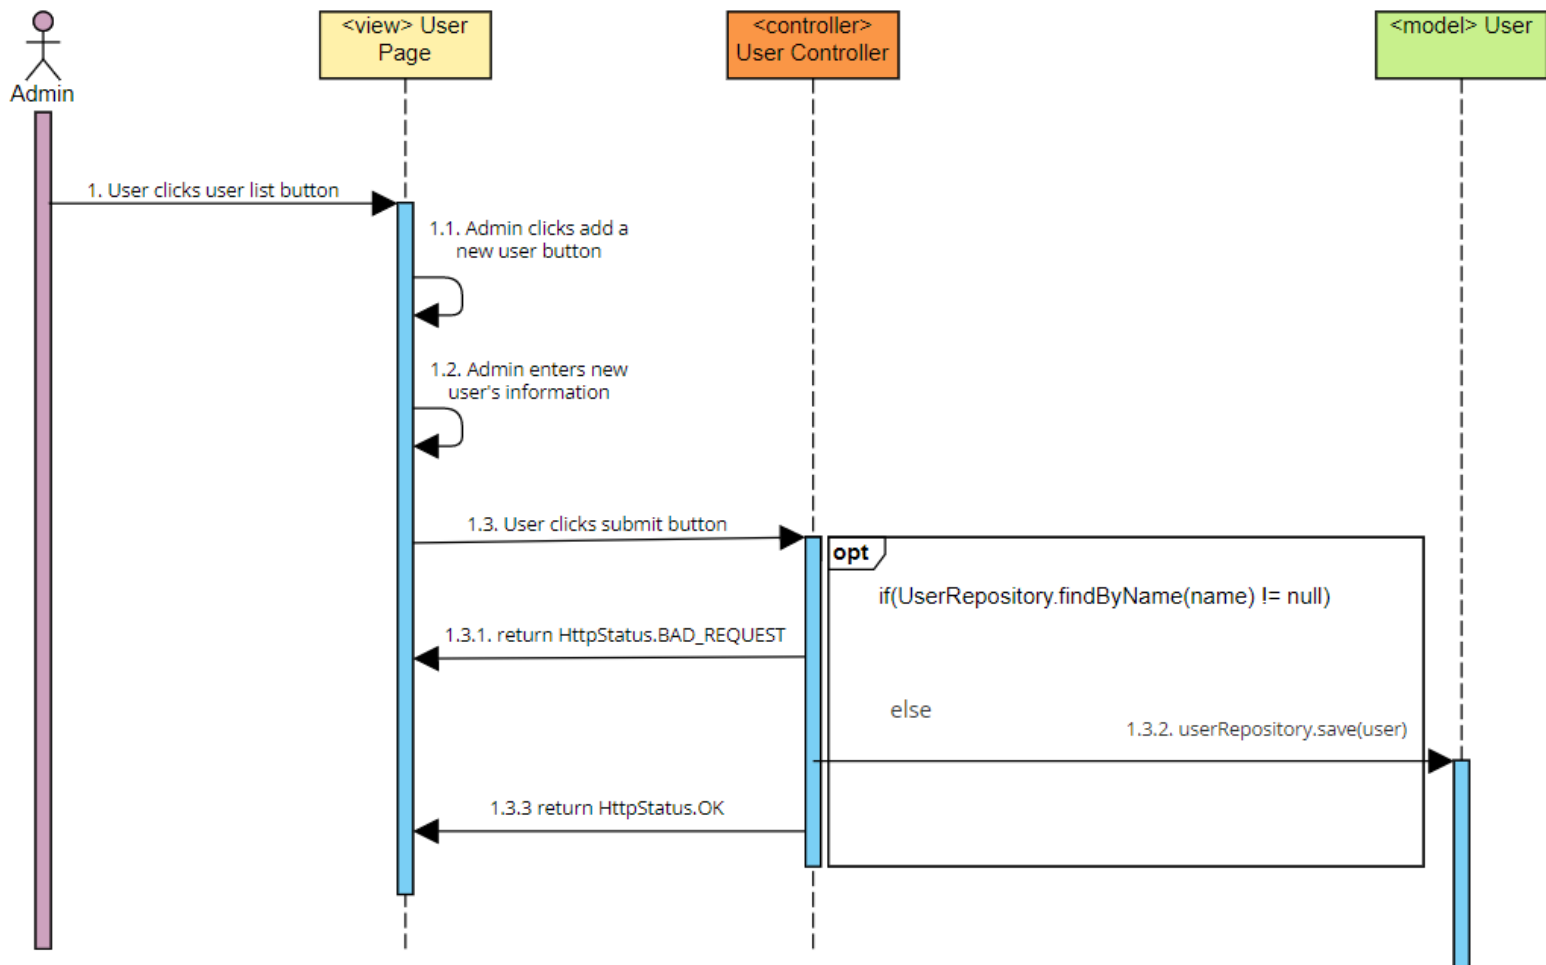 <view> User
Page
<controller>
User Controller
<model> User
Admin
1. User clicks user list button
1.1. Admin clicks add a
new user button
1.2. Admin enters new
user's information
1.3. User clicks submit button
opt
if(UserRepository.findByName(name) != null)
1.3.1. return HttpStatus.BAD_REQUEST
else
1.3.2. userRepository.save(user)
1.3.3 return HttpStatus.OK